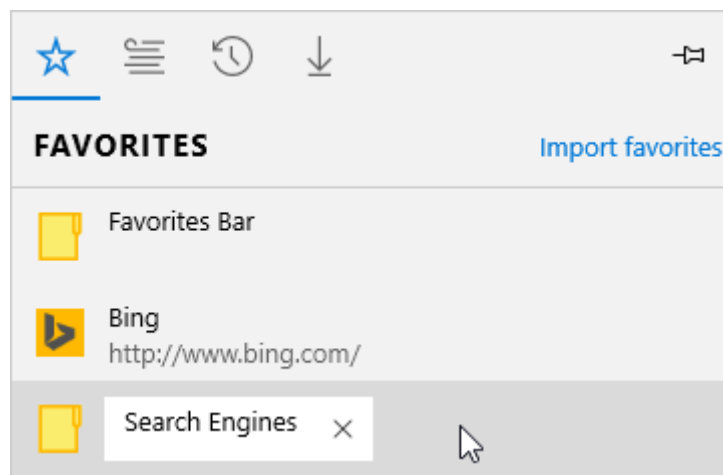 FAVORITES
Import favorites
Favorites Bar
Bing
http://www.bing.com/
Search Engines